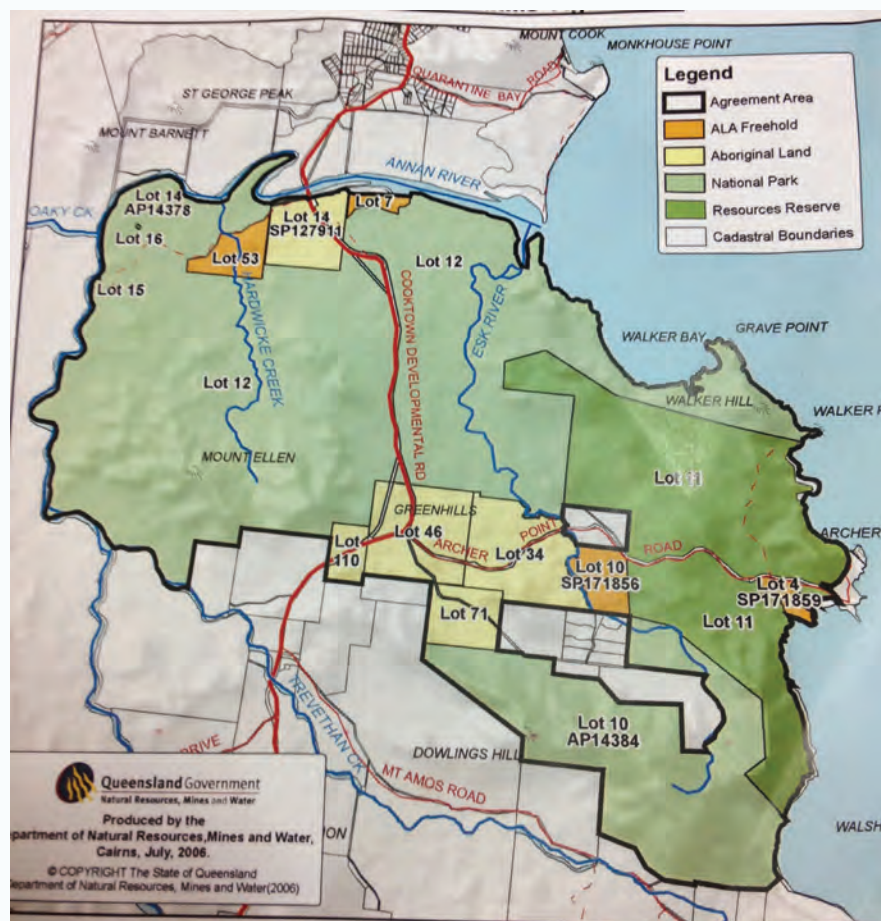 MOUNT COOK
MONKHOUSE POINT
QUARANTINE BAY ROAD
ST GEORGE PEAK
MOUNT BARNETT
Legend
Agreement Area
ALA Freehold
Aboriginal Land
National Park
Resources Reserve
Cadastral Boundaries
ANNAN RIVER
OAKY CK
Lot 14
AP14378
Lot 16
Lot 15
Lot 53
Lot 14
SP127911
Lot 7
Lot 12
HARDWICKE CREEK
COOKTOWN DEVELOPMENTAL RD
ESK RIVER
WALKER BAY
GRAVE POINT
WALKER HILL
WALKER
Lot 12
MOUNT ELLEN
Lot 11
GREENHILLS
Lot 46
Lot
110
ARCHER POINT ROAD
Lot 34
ARCHER
Lot 10
SP171856
Lot 4
SP171859
Lot 71
Lot 11
Lot 10
AP14384
TREVETHAN CK
DRIVE
DOWLINGS HILL
MT AMOS ROAD
WALSH
ION
Queensland Government
Natural Resources, Mines and Water
Produced by the
partment of Natural Resources,Mines and Water,
Cairns, July, 2006.
© COPYRIGHT The State of Queensland
epartment of Natural Resources, Mines and Water(2006)